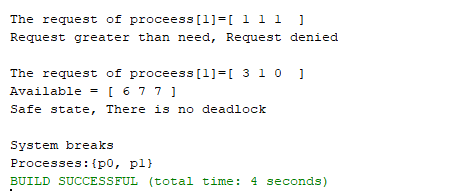 The request of proceess[1]=[ 1 1 1  ]
Request greater than need, Request denied
The request of proceess[1]=[ 3 1 0  ]
Available = [ 6 7 7 ]
Safe state, There is no deadlock
System breaks
Processes:{p0, p1}
BUILD SUCCESSFUL (total time: 4 seconds)